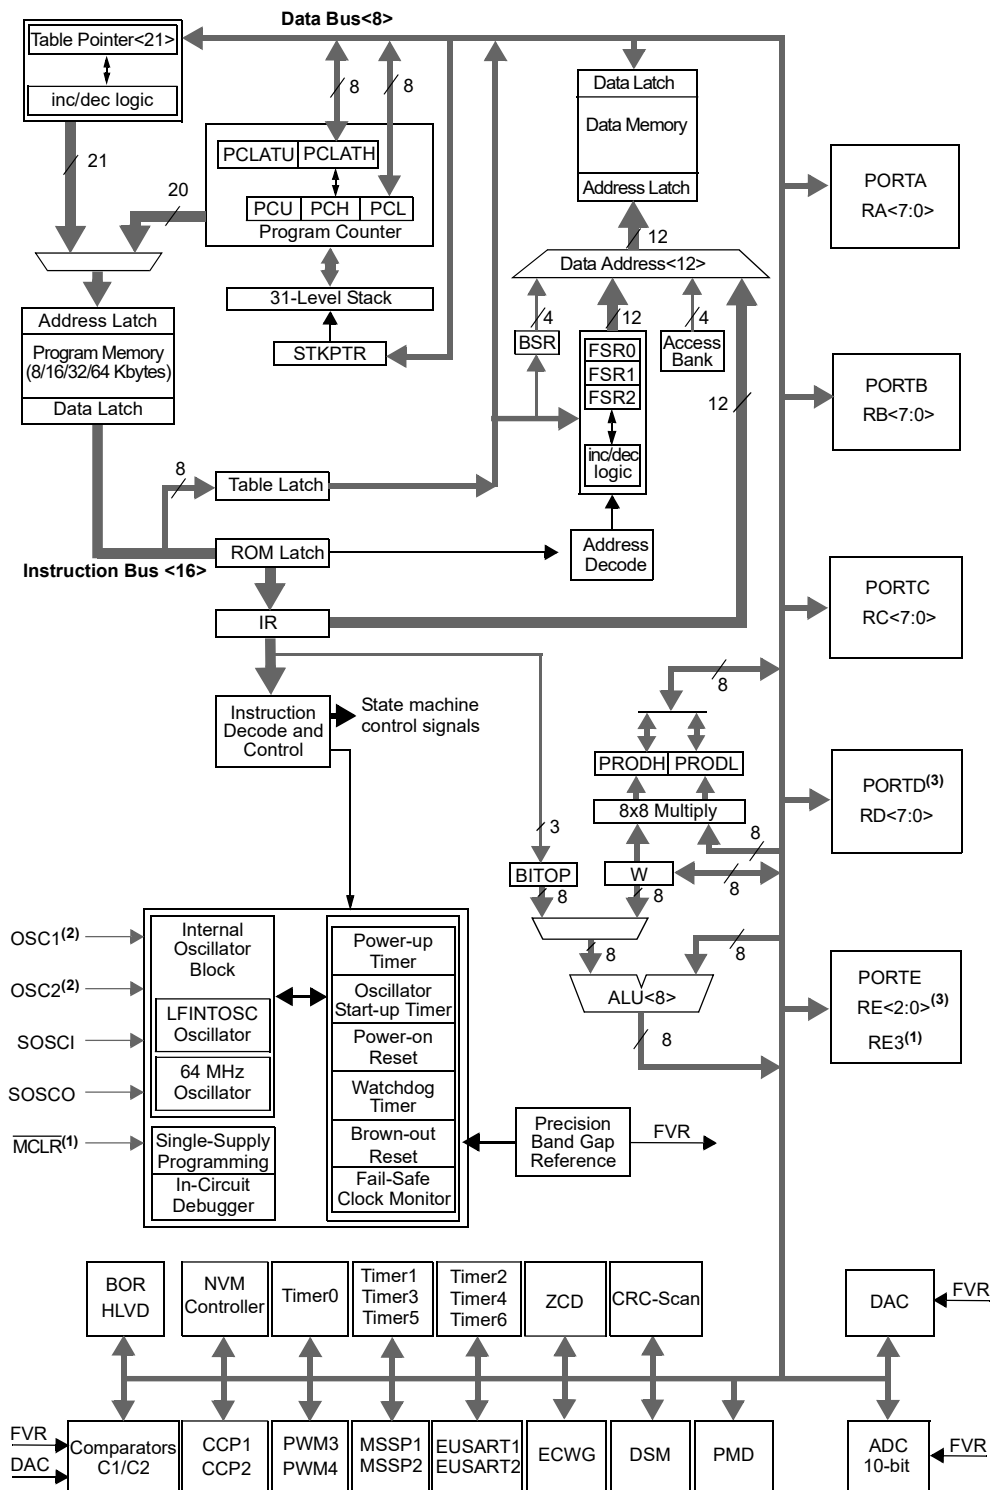 Data Bus<8>
Table Pointer<21>
inc/dec logic
21
20
8
8
PCLATU
PCLATH
PCU
PCH
PCL
Program Counter
31-Level Stack
STKPTR
Data Latch
Data Memory
Address Latch
12
Data Address<12>
4
12
4
BSR
FSR0
FSR1
FSR2
inc/dec
logic
Access
Bank
12
Address Latch
Program Memory
(8/16/32/64 Kbytes)
Data Latch
8
Table Latch
ROM Latch
Instruction Bus <16>
Address
Decode
IR
Instruction
Decode and
Control
State machine
control signals
8
PRODH
PRODL
8x8 Multiply
3
8
BITOP
W
8
8
8
8
8
ALU<8>
8
PORTA
RA<7:0>
PORTB
RB<7:0>
PORTC
RC<7:0>
PORTD(3)
RD<7:0>
PORTE
RE<2:0>(3)
RE3(1)
OSC1(2)
OSC2(2)
SOSCI
SOSCO
MCLR(1)
Internal
Oscillator
Block
LFINTOSC
Oscillator
64 MHz
Oscillator
Single-Supply
Programming
In-Circuit
Debugger
Power-up
Timer
Oscillator
Start-up Timer
Power-on
Reset
Watchdog
Timer
Brown-out
Reset
Fail-Safe
Clock Monitor
Precision
Band Gap
Reference
FVR
BOR
HLVD
NVM
Controller
Timer0
Timer1
Timer3
Timer5
Timer2
Timer4
Timer6
ZCD
CRC-Scan
DAC
FVR
FVR
DAC
Comparators
C1/C2
CCP1
CCP2
PWM3
PWM4
MSSP1
MSSP2
EUSART1
EUSART2
ECWG
DSM
PMD
ADC
10-bit
FVR